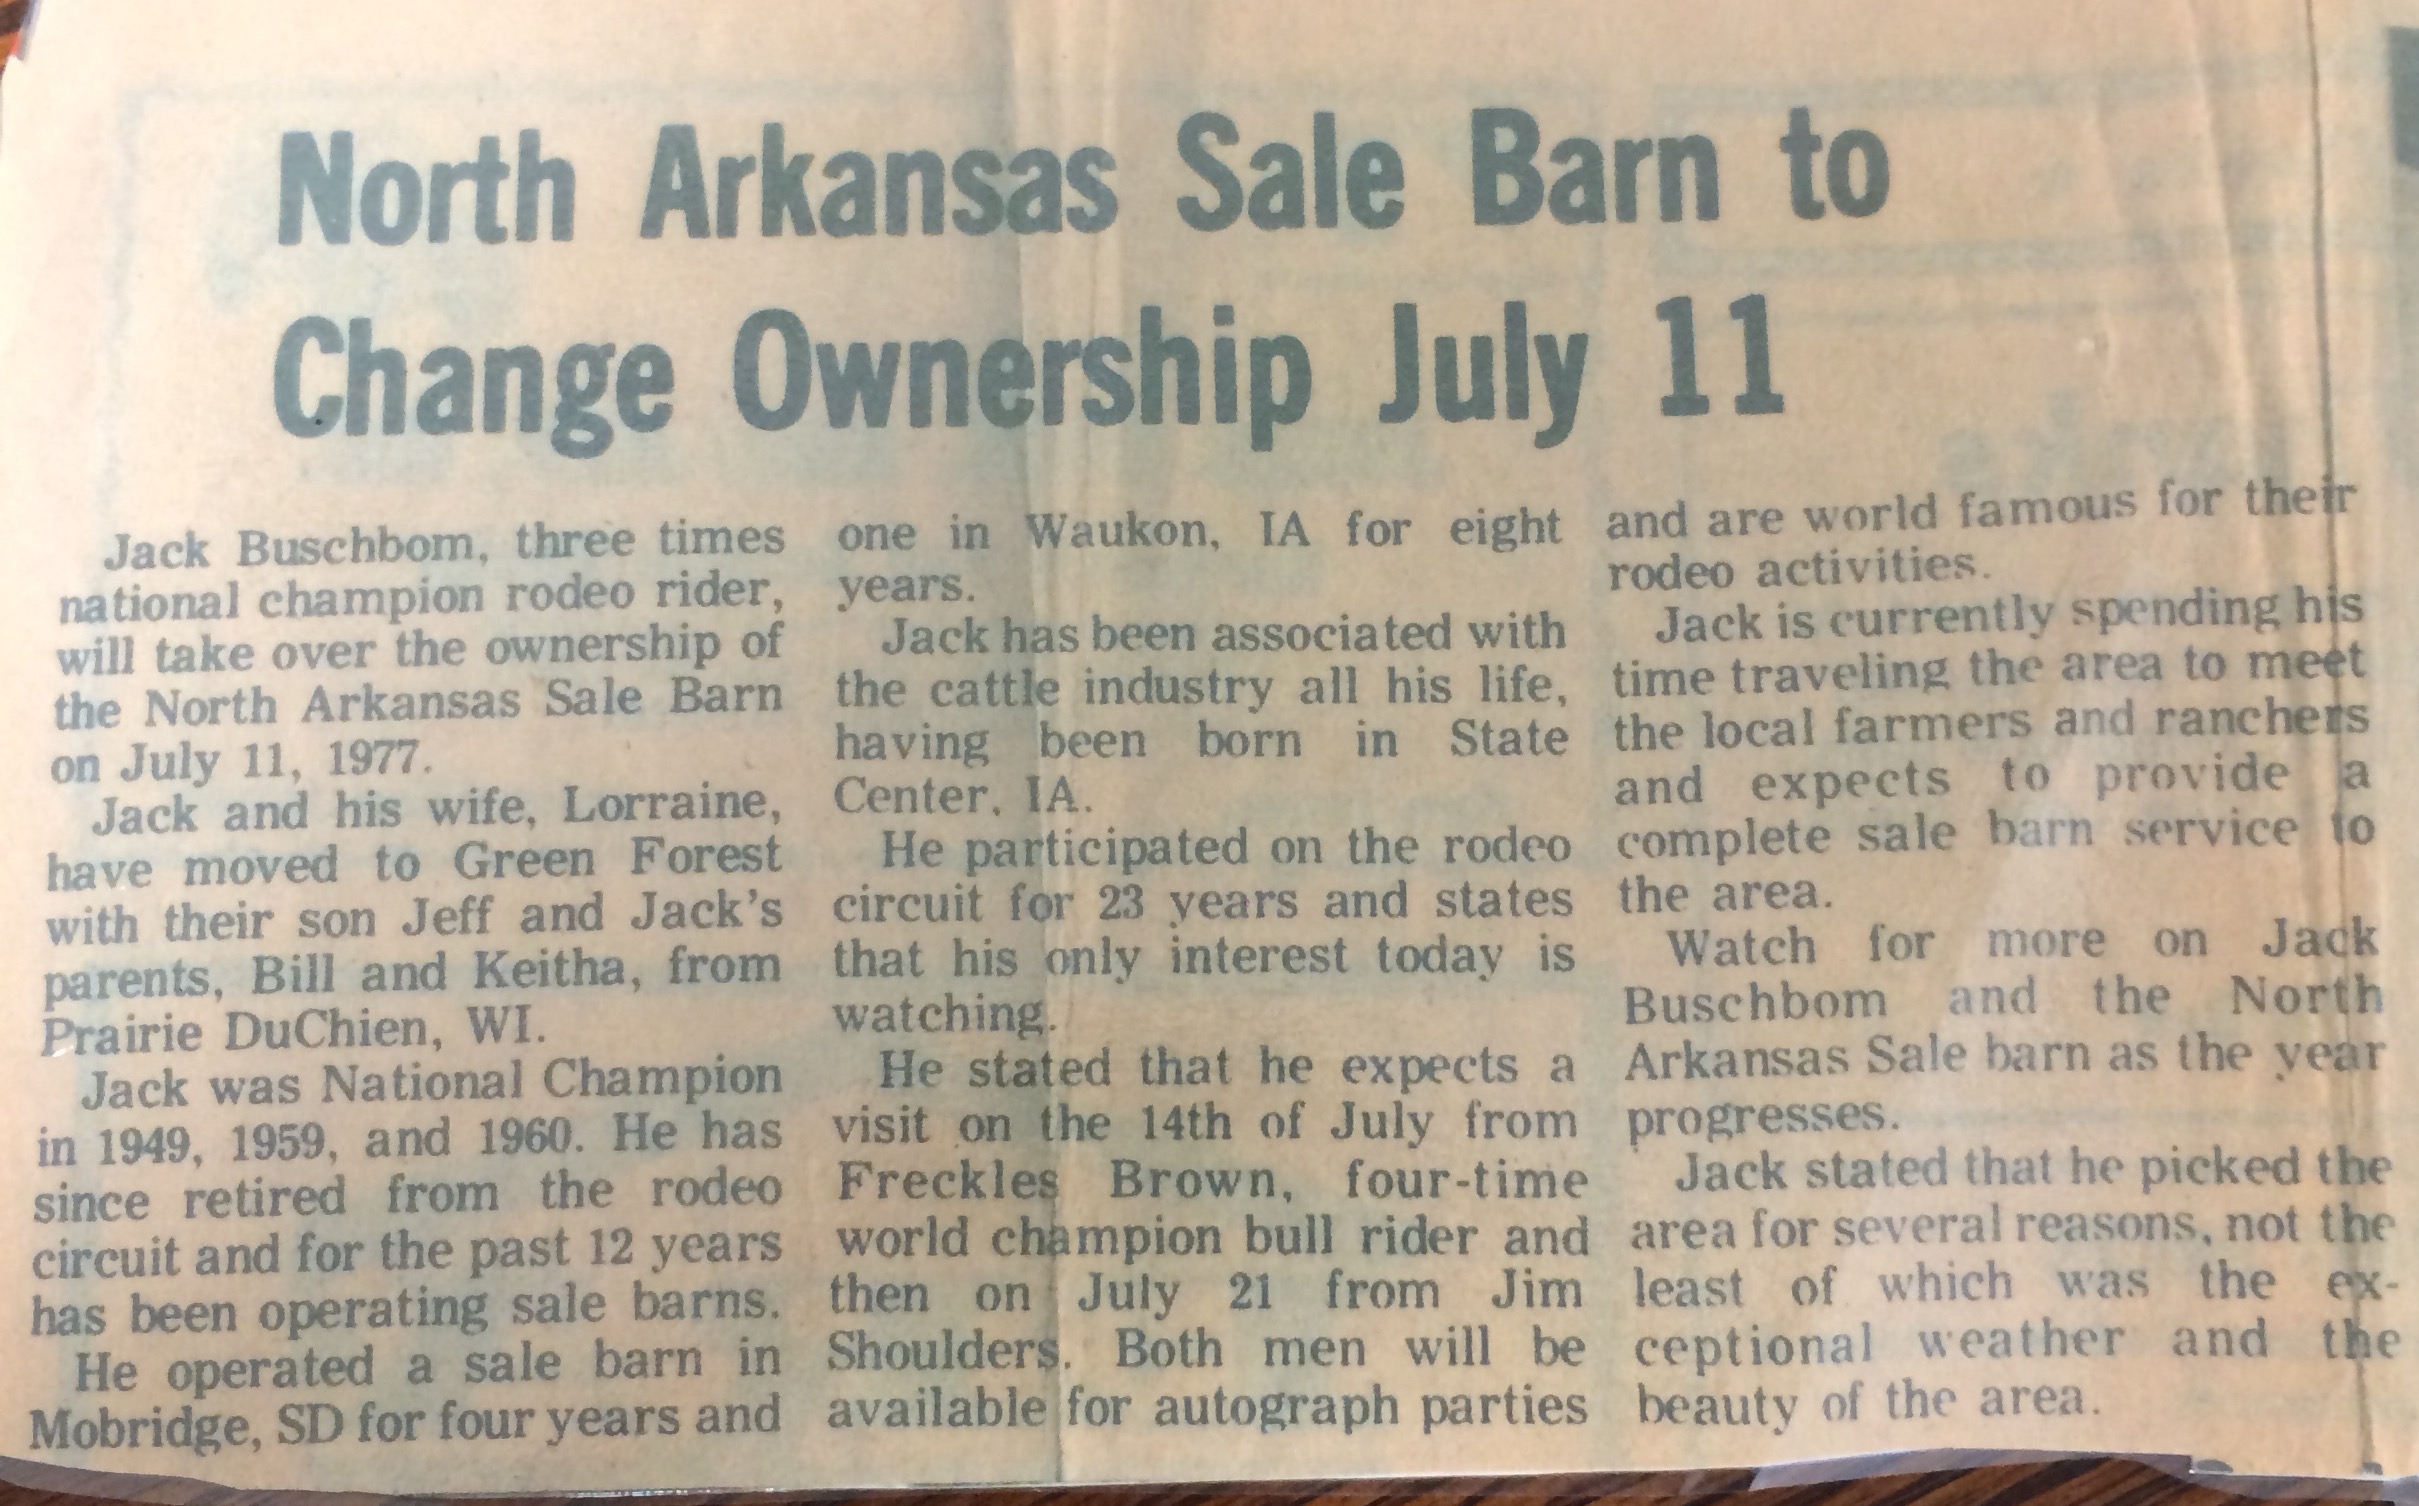 North Arkansas Sale Barn to
Change Ownership July 11
Jack Buschbom, three times
national champion rodeo rider,
will take over the ownership of
the North Arkansas Sale Barn
on July 11, 1977.
Jack and his wife, Lorraine,
have moved to Green Forest
with their son Jeff and Jack's
parents, Bill and Keitha, from
Prairie DuChien, WI.
Jack was National Champion
in 1949, 1959, and 1960. He has
since retired from the rodeo
circuit and for the past 12 years
has been operating sale barns.
He operated a sale barn in
Mobridge, SD for four years and
one in Waukon, IA for eight
years.
Jack has been associated with
the cattle industry all his life,
having been born in State
Center, IA.
He participated on the rodeo
circuit for 23 years and states
that his only interest today is
watching.
He stated that he expects a
visit on the 14th of July from
Freckles Brown, four-time
world champion bull rider and
then on July 21 from Jim
Shoulders. Both men will be
available for autograph parties
and are world famous for their
rodeo activities.
Jack is currently spending his
time traveling the area to meet
the local farmers and ranchers
and expects to provide a
complete sale barn service to
the area.
Watch for more on Jack
Buschbom and the North
Arkansas Sale barn as the year
progresses.
Jack stated that he picked the
area for several reasons, not the
least of which was the ex-
ceptional weather and the
beauty of the area.